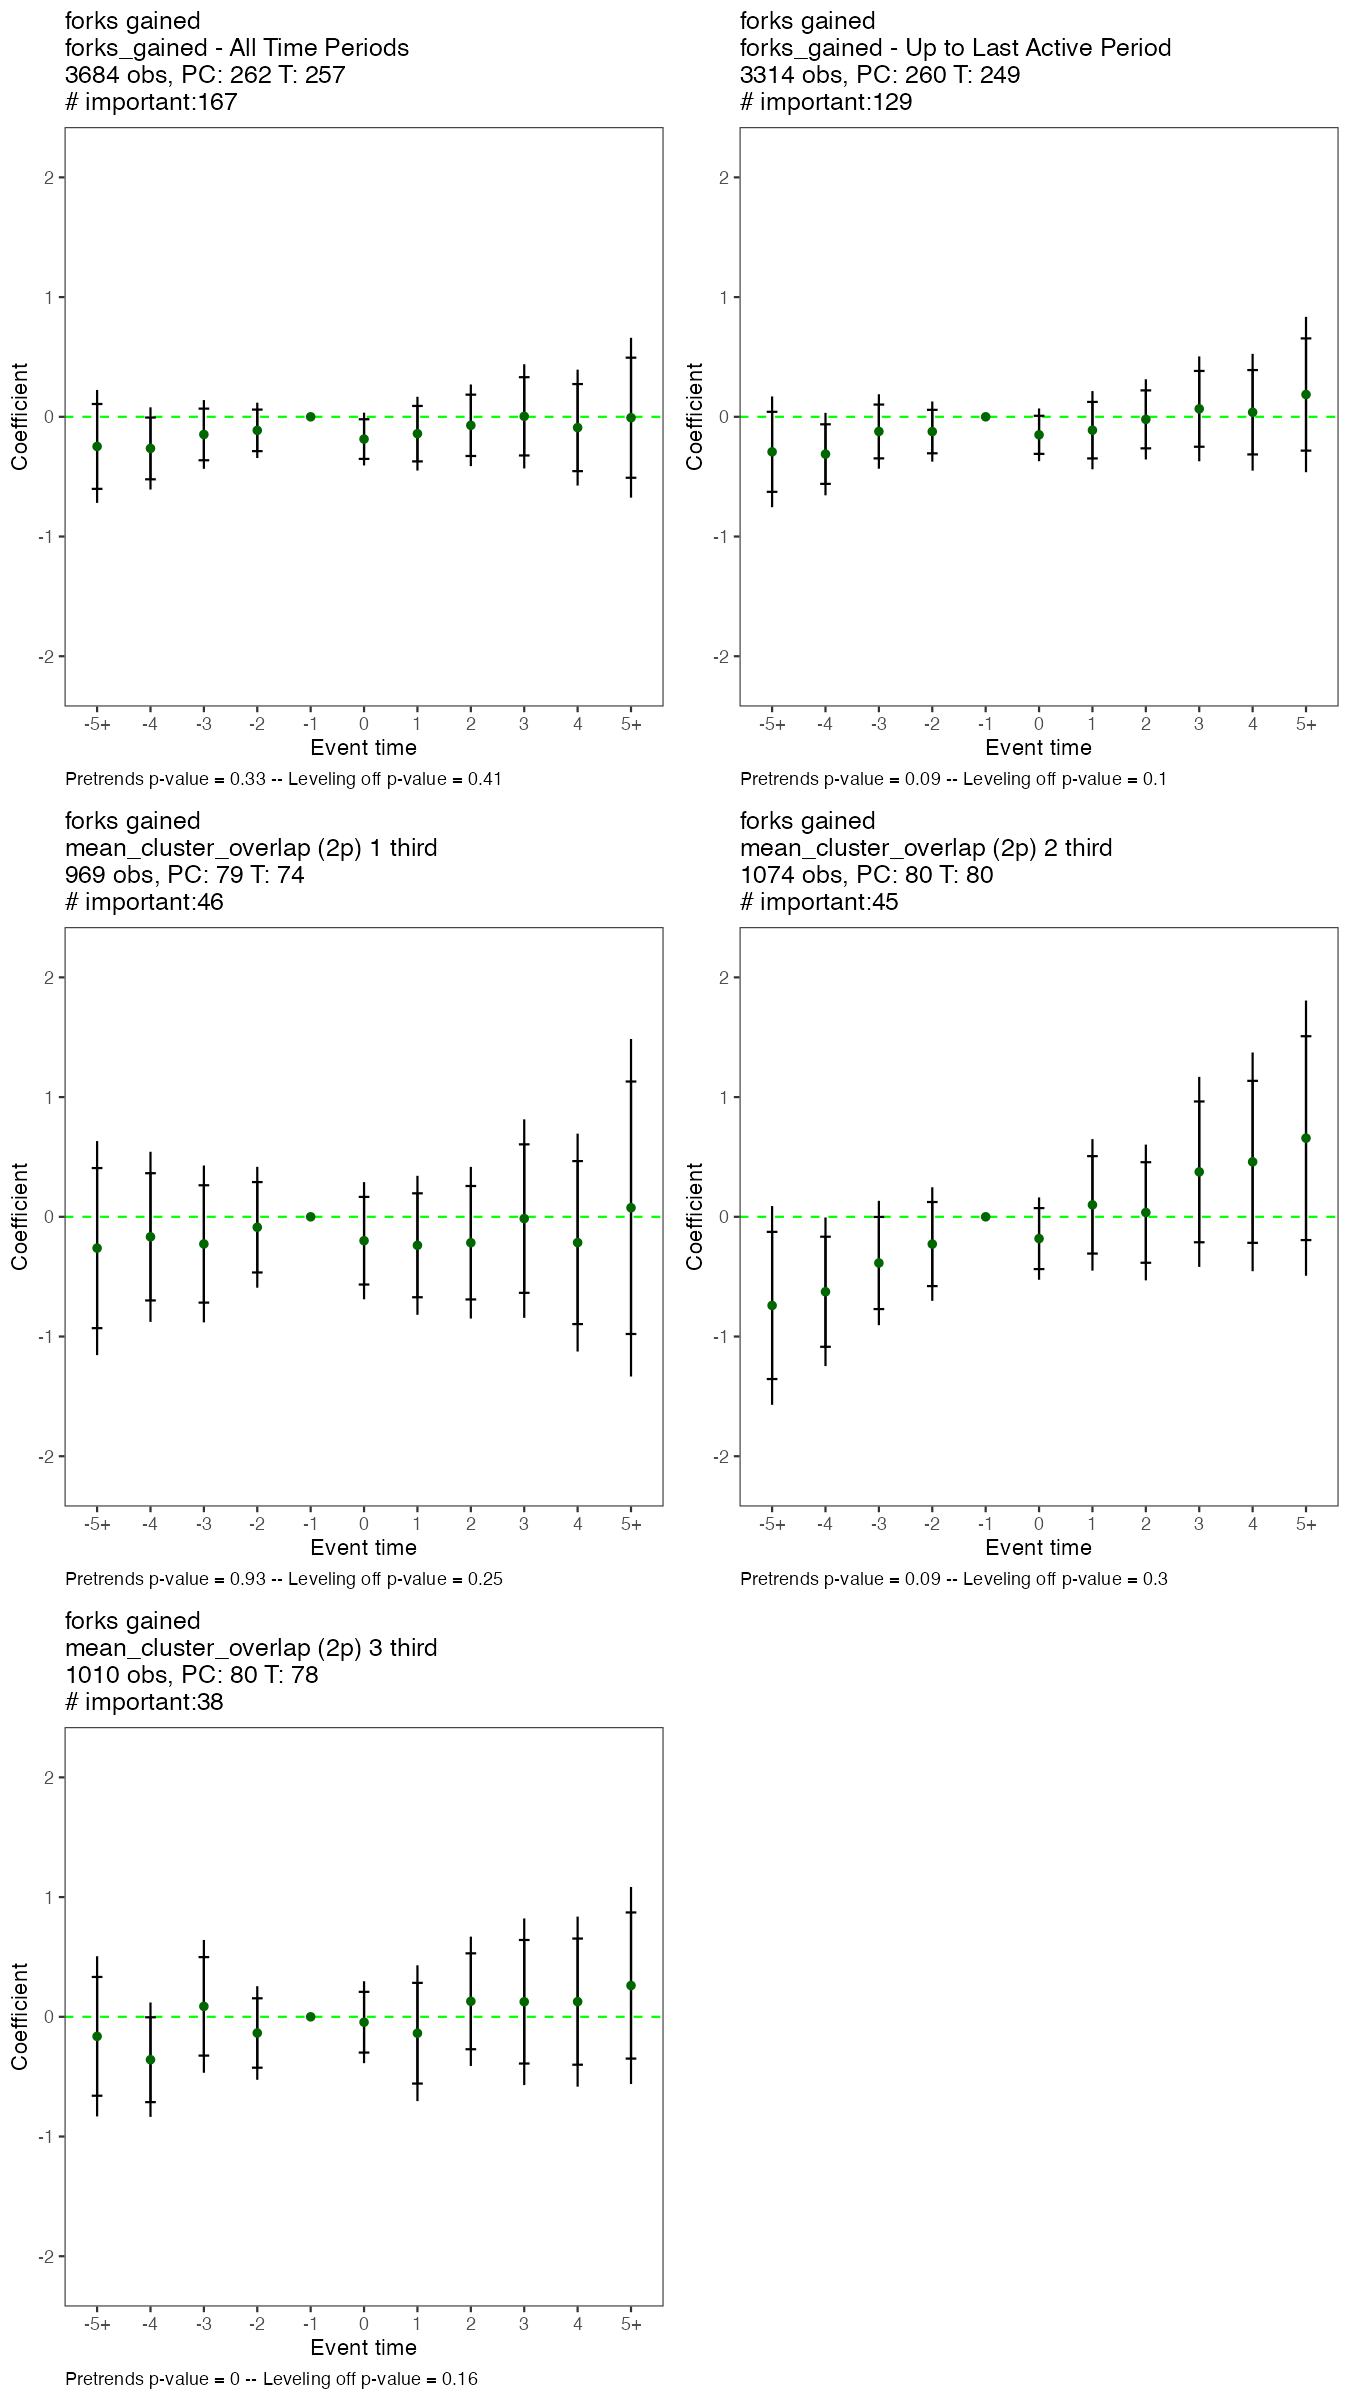 forks gained
forks_gained - All Time Periods
3684 obs, PC: 262 T: 257
# important:167
2
1
0
-1
-2
Coefficient
-5+ -4 -3 -2 -1 0 1 2 3 4 5+
Event time
Pretrends p-value = 0.33 -- Leveling off p-value = 0.41
forks gained
forks_gained - Up to Last Active Period
3314 obs, PC: 260 T: 249
# important:129
2
1
0
-1
-2
Coefficient
-5+ -4 -3 -2 -1 0 1 2 3 4 5+
Event time
Pretrends p-value = 0.09 -- Leveling off p-value = 0.1
forks gained
mean_cluster_overlap (2p) 1 third
969 obs, PC: 79 T: 74
# important:46
2
1
0
-1
-2
Coefficient
-5+ -4 -3 -2 -1 0 1 2 3 4 5+
Event time
Pretrends p-value = 0.93 -- Leveling off p-value = 0.25
forks gained
mean_cluster_overlap (2p) 2 third
1074 obs, PC: 80 T: 80
# important:45
2
1
0
-1
-2
Coefficient
-5+ -4 -3 -2 -1 0 1 2 3 4 5+
Event time
Pretrends p-value = 0.09 -- Leveling off p-value = 0.3
forks gained
mean_cluster_overlap (2p) 3 third
1010 obs, PC: 80 T: 78
# important:38
2
1
0
-1
-2
Coefficient
-5+ -4 -3 -2 -1 0 1 2 3 4 5+
Event time
Pretrends p-value = 0 -- Leveling off p-value = 0.16